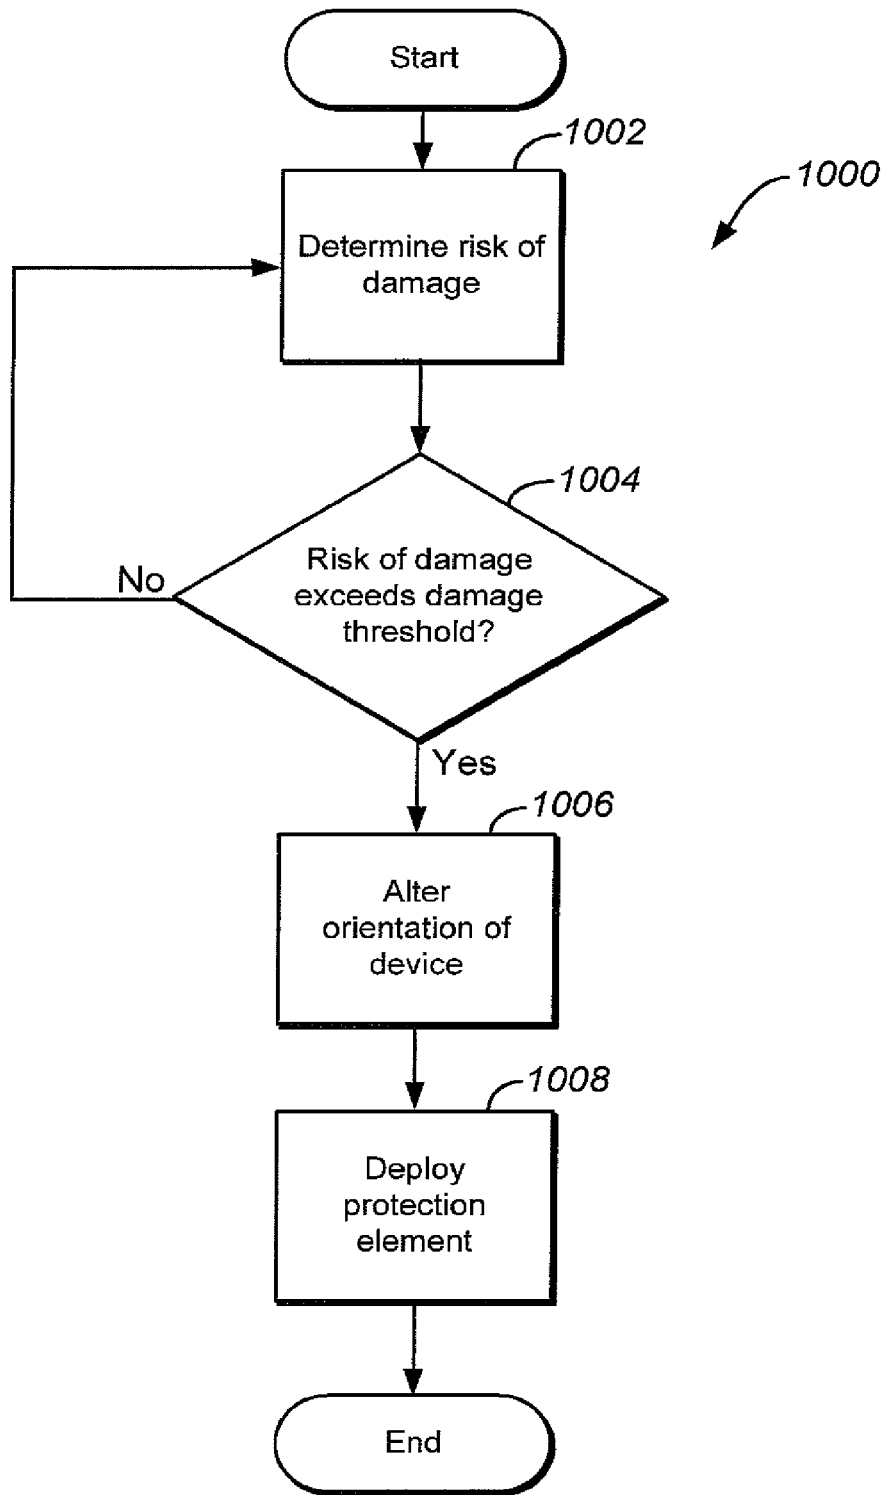 Start
1002
1000
Determine risk of
damage
1004
Risk of damage
exceeds damage
threshold?
No
Yes
1006
Alter
orientation of
device
1008
Deploy
protection
element
End